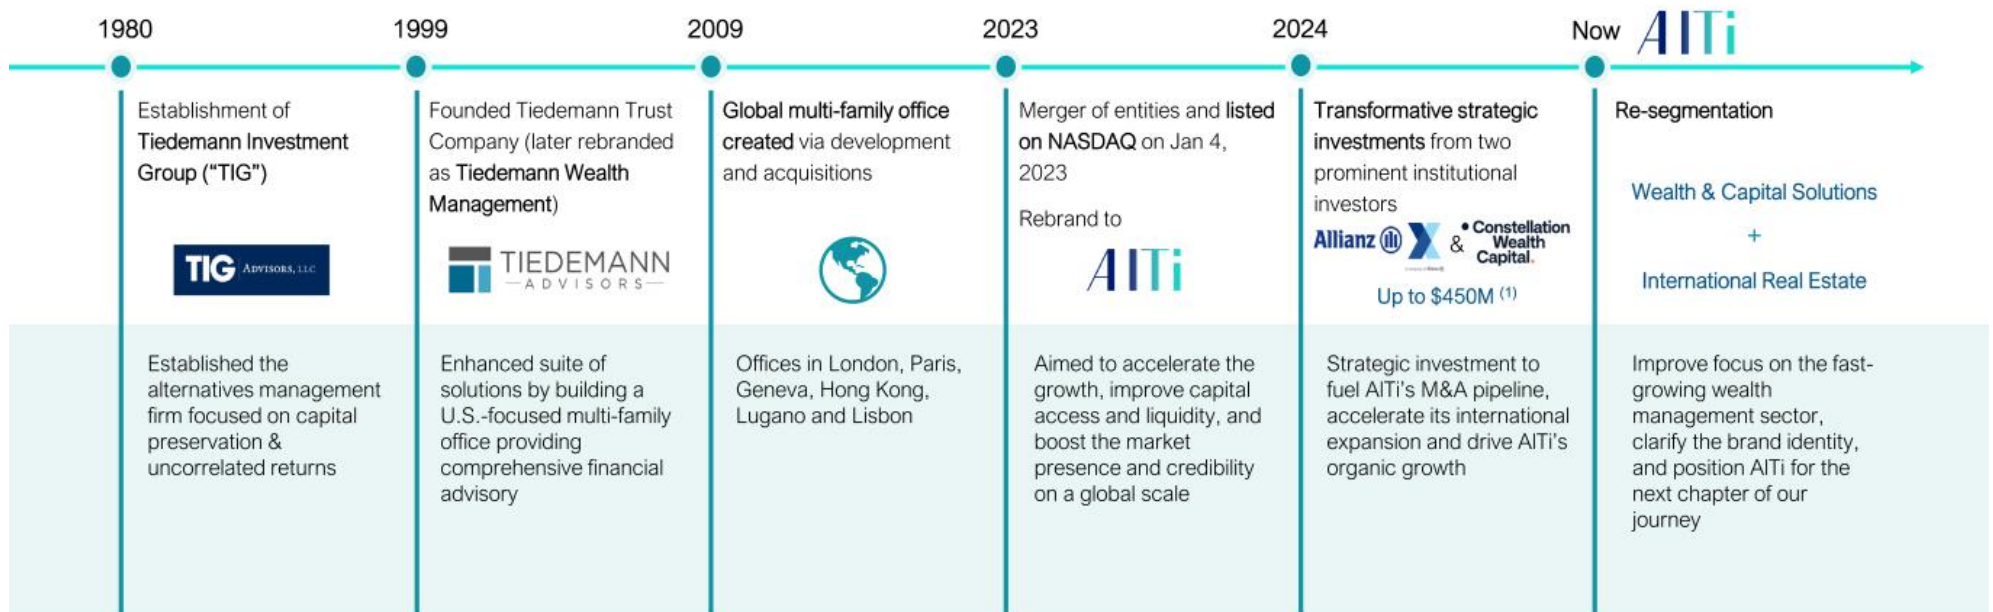 1980
1999
2009
2023
2024
Now AlTi
Establishment of
Tiedemann Investment
Group (“TIG”)
TIG ADVISORS, LLC
Established the
alternatives management
firm focused on capital
preservation &
uncorrelated returns
Founded Tiedemann Trust
Company (later rebranded
as Tiedemann Wealth
Management)
TIEDEMANN
ADVISORS
Enhanced suite of
solutions by building a
U.S.-focused multi-family
office providing
comprehensive financial
advisory
Global multi-family office
created via development
and acquisitions
Offices in London, Paris,
Geneva, Hong Kong,
Lugano and Lisbon
Merger of entities and listed
on NASDAQ on Jan 4,
2023
Rebrand to
AlTi
Aimed to accelerate the
growth, improve capital
access and liquidity, and
boost the market
presence and credibility
on a global scale
Transformative strategic
investments from two
prominent institutional
investors
Allianz X & Constellation
Wealth
Capital.
Up to $450M (1)
Strategic investment to
fuel AlTi’s M&A pipeline,
accelerate its international
expansion and drive AlTi’s
organic growth
Re-segmentation
Wealth & Capital Solutions
+
International Real Estate
Improve focus on the fast-
growing wealth
management sector,
clarify the brand identity,
and position AlTi for the
next chapter of our
journey